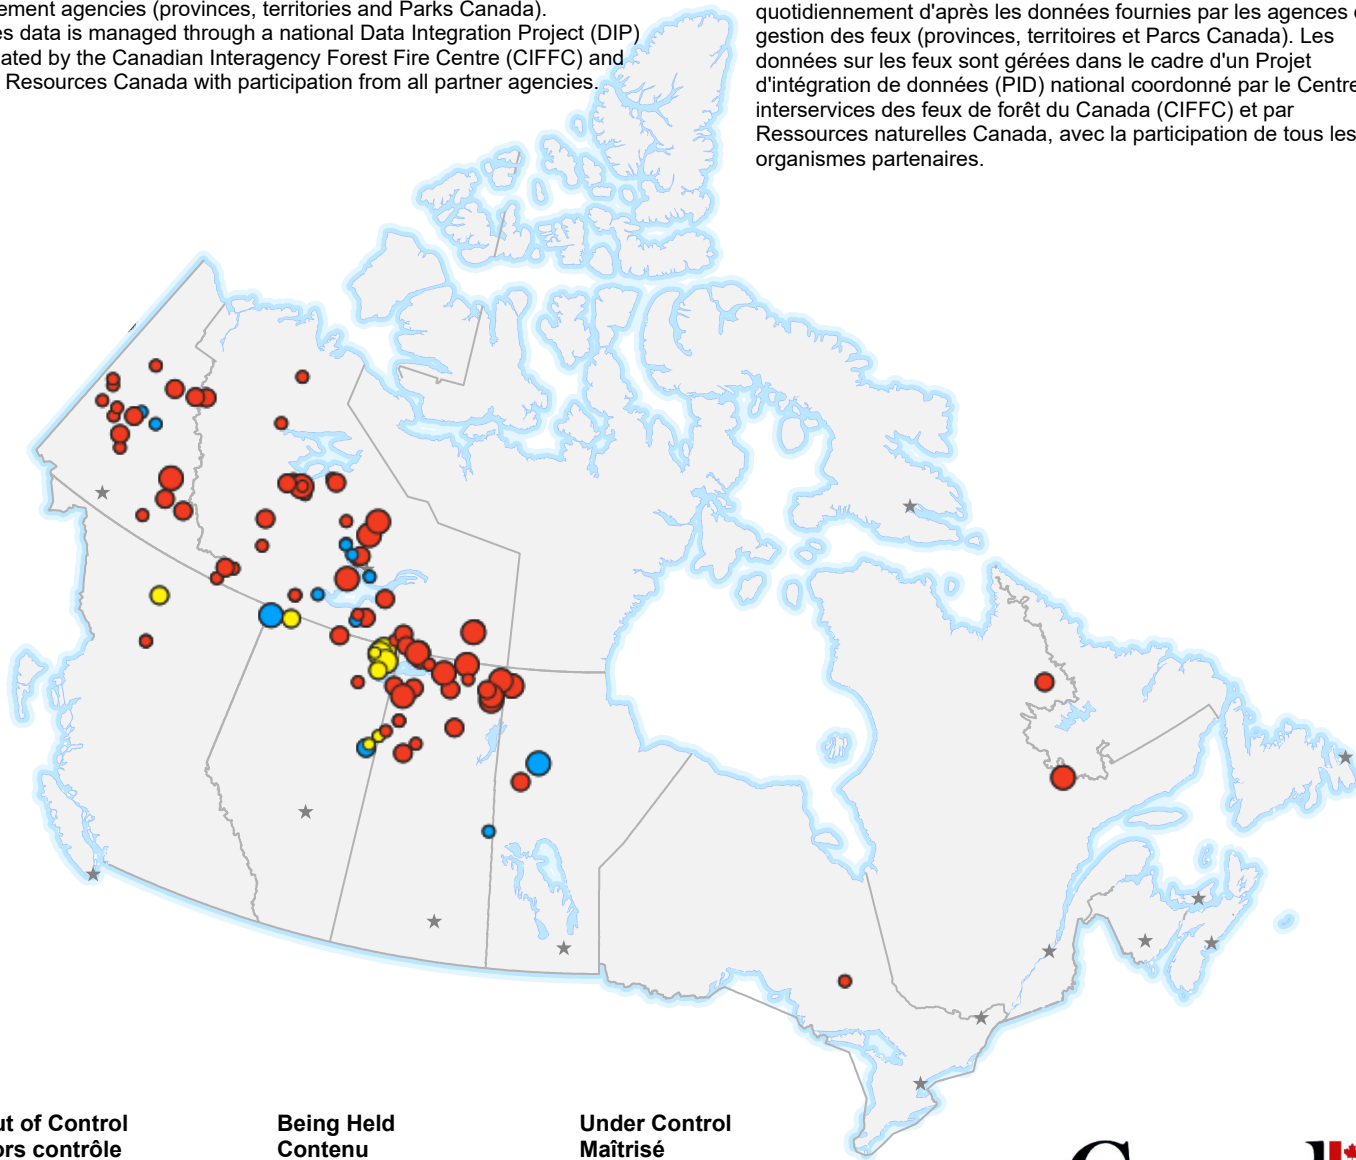 ement agencies (provinces, territories and Parks Canada).
es data is managed through a national Data Integration Project (DIP)
ated by the Canadian Interagency Forest Fire Centre (CIFFC) and
Resources Canada with participation from all partner agencies.
quotidiennement d'après les données fournies par les agences
gestion des feux (provinces, territoires et Parcs Canada). Les
données sur les feux sont gérées dans le cadre d'un Projet
d'intégration de données (PID) national coordonné par le Centre
interservices des feux de forêt du Canada (CIFFC) et par
Ressources naturelles Canada, avec la participation de tous les
organismes partenaires.
ut of Control
ors contrôle
Being Held
Contenu
Under Control
Maîtrisé